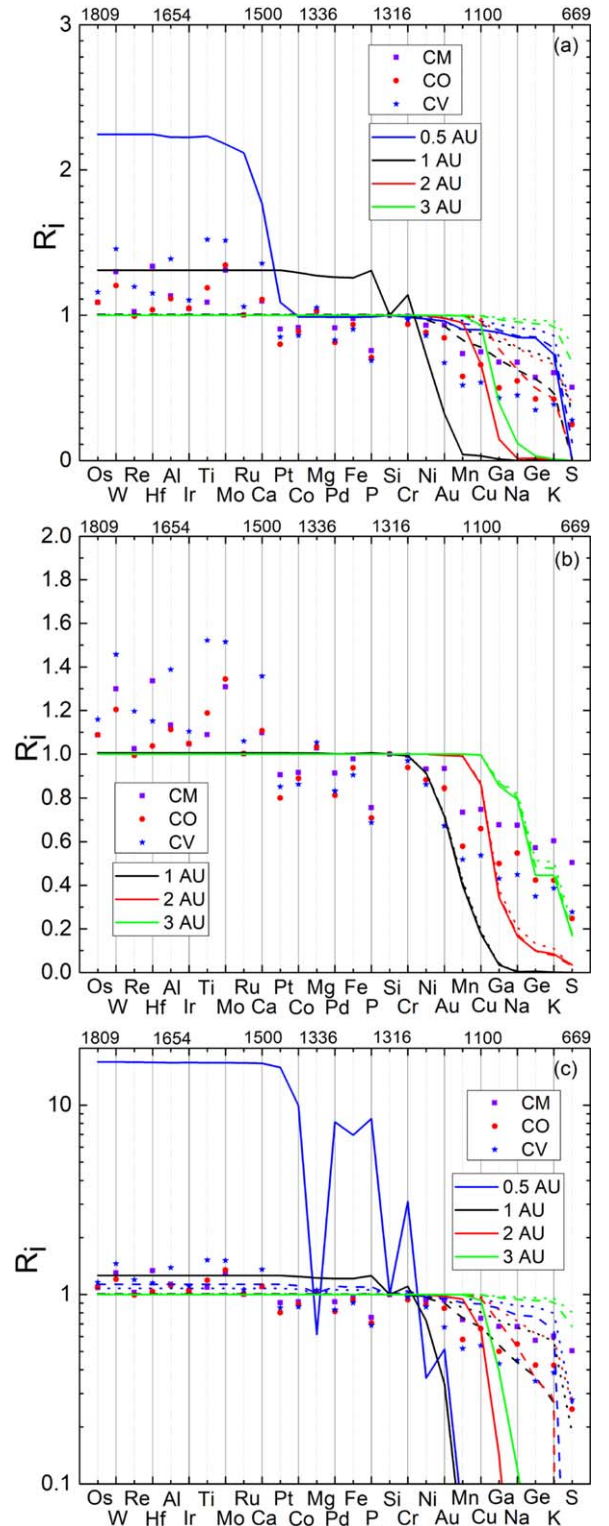 1809 1654 1500 1336 1316 1100 669
3
(a)
CM
CO
CV
0.5 AU
1 AU
2 AU
3 AU
2
Ri
1
0
Os Re Al Ti Ru Pt Mg Fe Si Ni Mn Ga Ge S
W Hf Ir Mo Ca Co Pd P Cr Au Cu Na K
1809 1654 1500 1336 1316 1100 669
2.0
(b)
1.8
1.6
1.4
1.2
Ri
1.0
CM
CO
CV
0.8
0.6
1 AU
2 AU
3 AU
0.4
0.2
0.0
Os Re Al Ti Ru Pt Mg Fe Si Ni Mn Ga Ge S
W Hf Ir Mo Ca Co Pd P Cr Au Cu Na K
1809 1654 1500 1336 1316 1100 669
(c)
10
CM
CO
CV
0.5 AU
1 AU
2 AU
3 AU
Ri
1
0.1
Os Re Al Ti Ru Pt Mg Fe Si Ni Mn Ga Ge S
W Hf Ir Mo Ca Co Pd P Cr Au Cu Na K